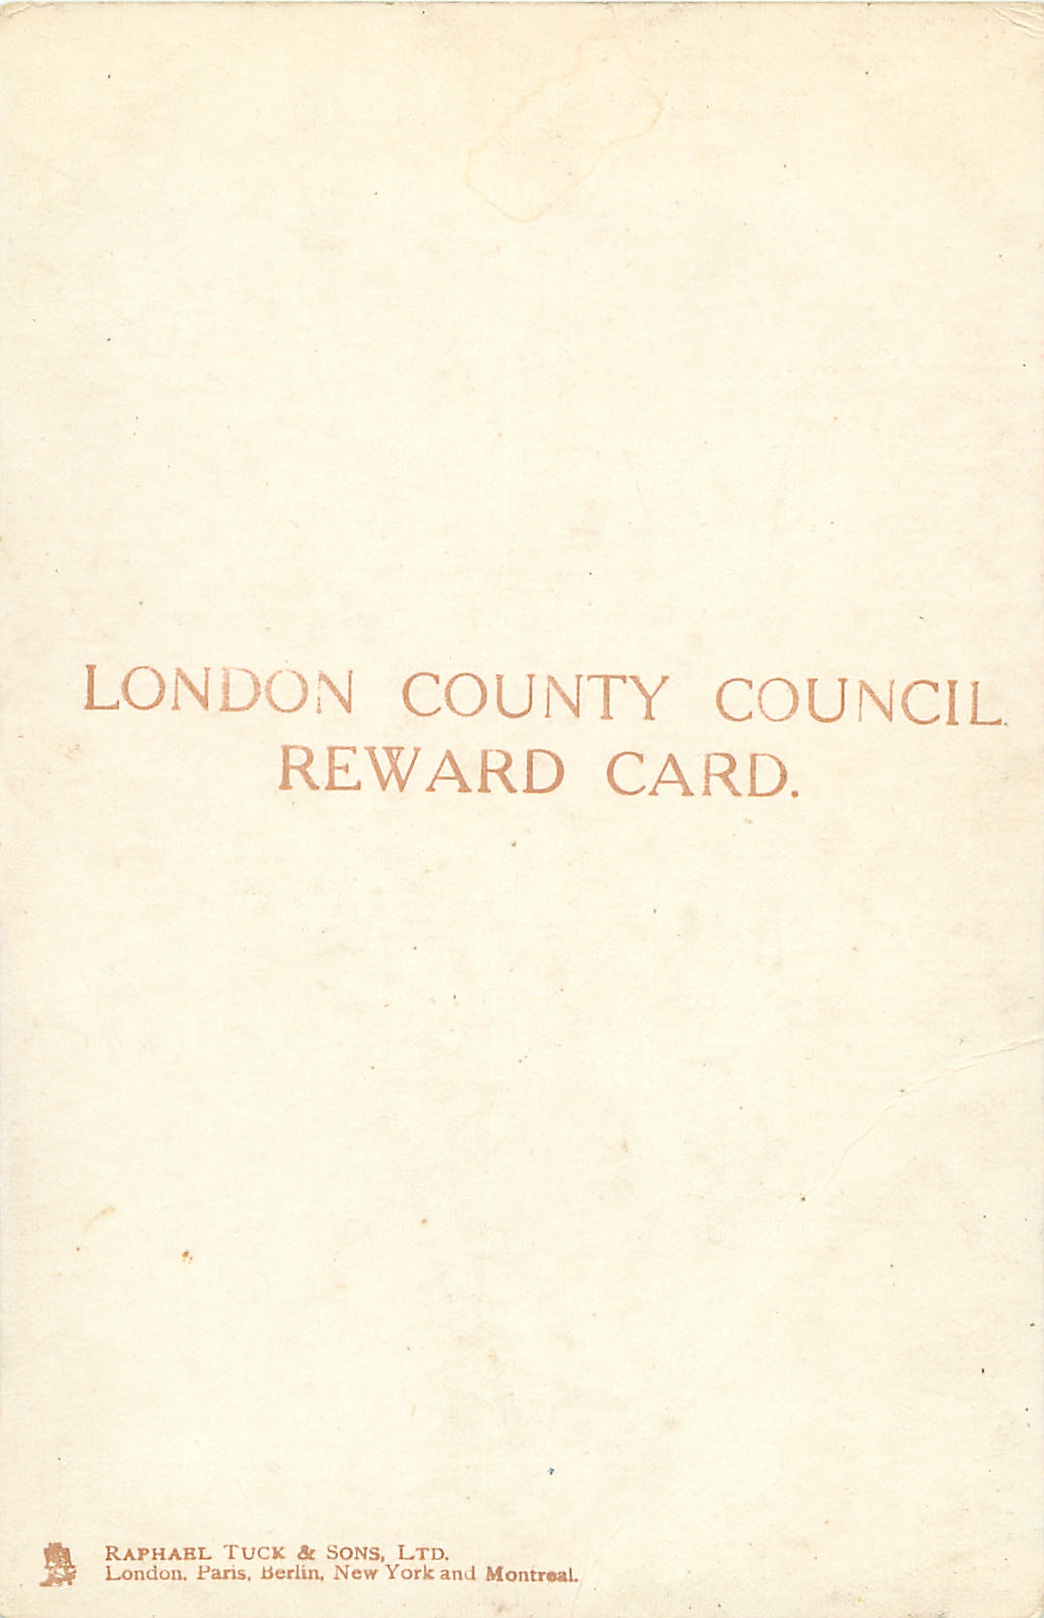 LONDON COUNTY COUNCIL.
REWARD CARD.
RAPHAEL TUCK & SONS, LTD.
London, Paris, Berlin, New York and Montreal.